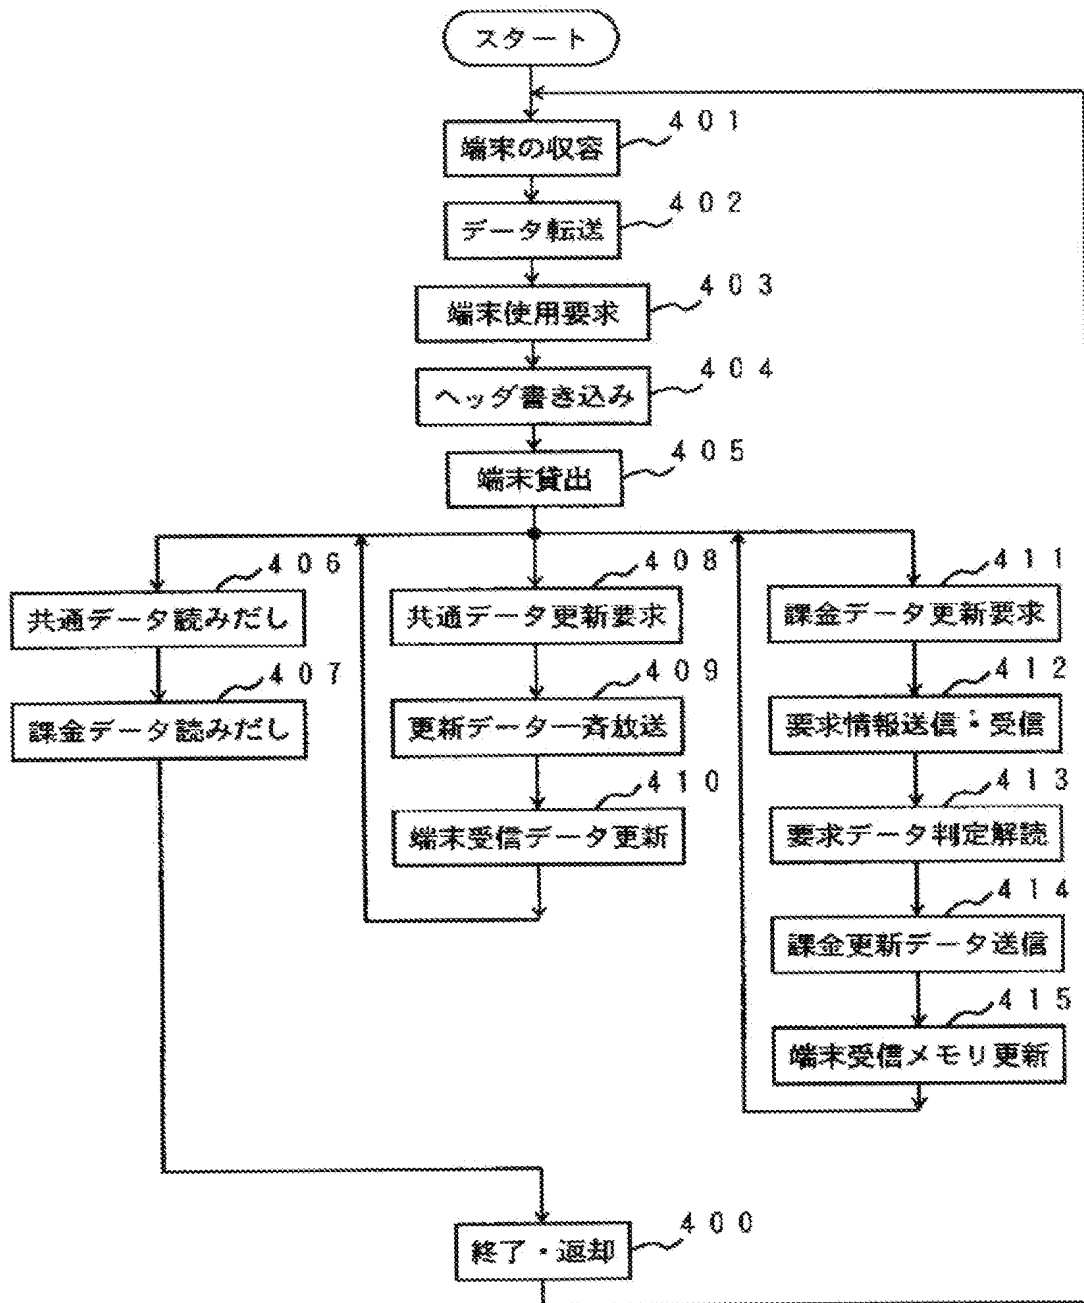 スタート
端末の収容
401
データ転送
402
端末使用要求
403
ヘッダ書き込み
404
端末貸出
405
共通データ読みだし
406
課金データ読みだし
407
共通データ更新要求
408
更新データ一斉放送
409
端末受信データ更新
410
課金データ更新要求
411
要求情報送信・受信
412
要求データ判定解読
413
課金更新データ送信
414
端末受信メモリ更新
415
終了・返却
400